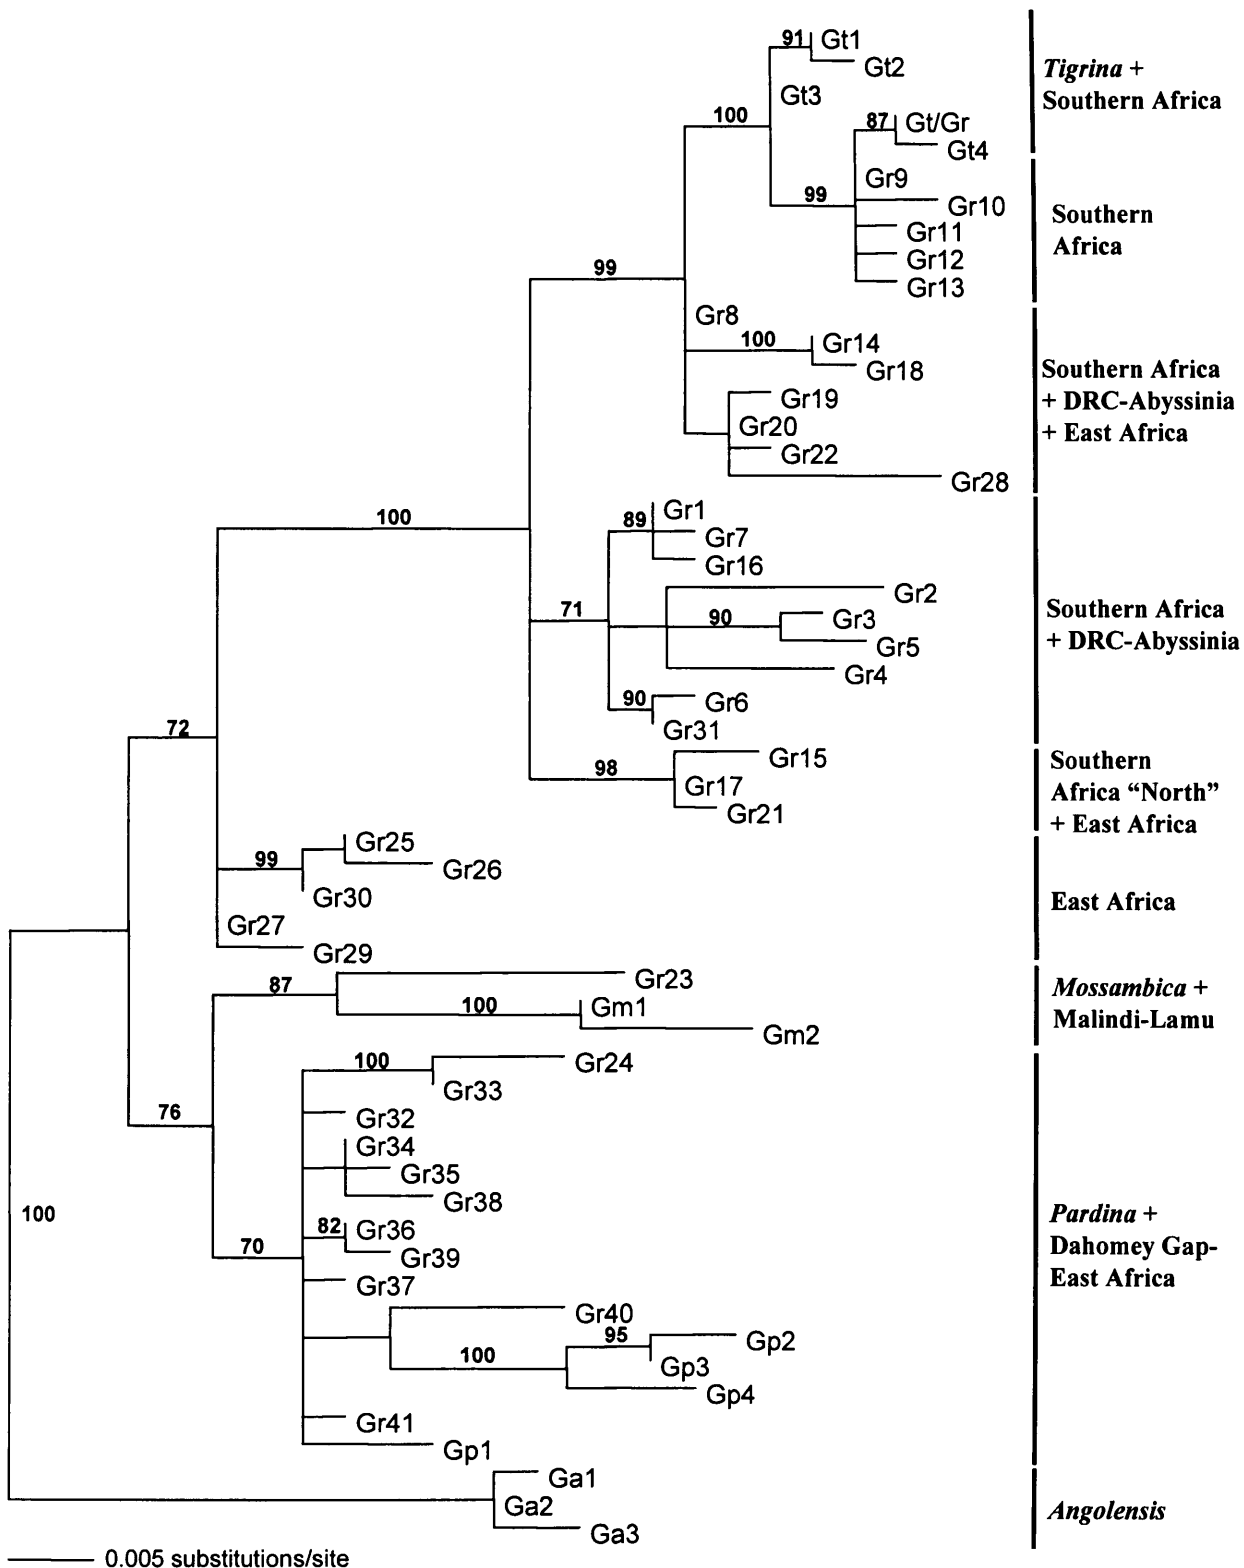 91
Gt1
Gt2
Gt3
100
87
Gt/Gr
Gt4
Tigrina +
Southern Africa
Gr9
99
Gr10
Gr11
Gr12
Gr13
Southern
Africa
99
Gr8
100
Gr14
Gr18
Gr19
Gr20
Gr22
Gr28
Southern Africa
+ DRC-Abyssinia
+ East Africa
100
89
Gr1
Gr7
Gr16
Gr2
71
90
Gr3
Gr5
Gr4
90
Gr6
Gr31
Southern Africa
+ DRC-Abyssinia
72
98
Gr15
Gr17
Gr21
Southern
Africa “North”
+ East Africa
99
Gr25
Gr26
Gr30
Gr27
Gr29
East Africa
87
Gr23
100
Gm1
Gm2
Mossambica +
Malindi-Lamu
76
100
Gr24
Gr33
Gr32
Gr34
Gr35
Gr38
100
70
82
Gr36
Gr39
Gr37
Gr40
95
Gp2
100
Gp3
Gp4
Gr41
Gp1
Pardina +
Dahomey Gap-
East Africa
Ga1
Ga2
Ga3
Angolensis
0.005 substitutions/site